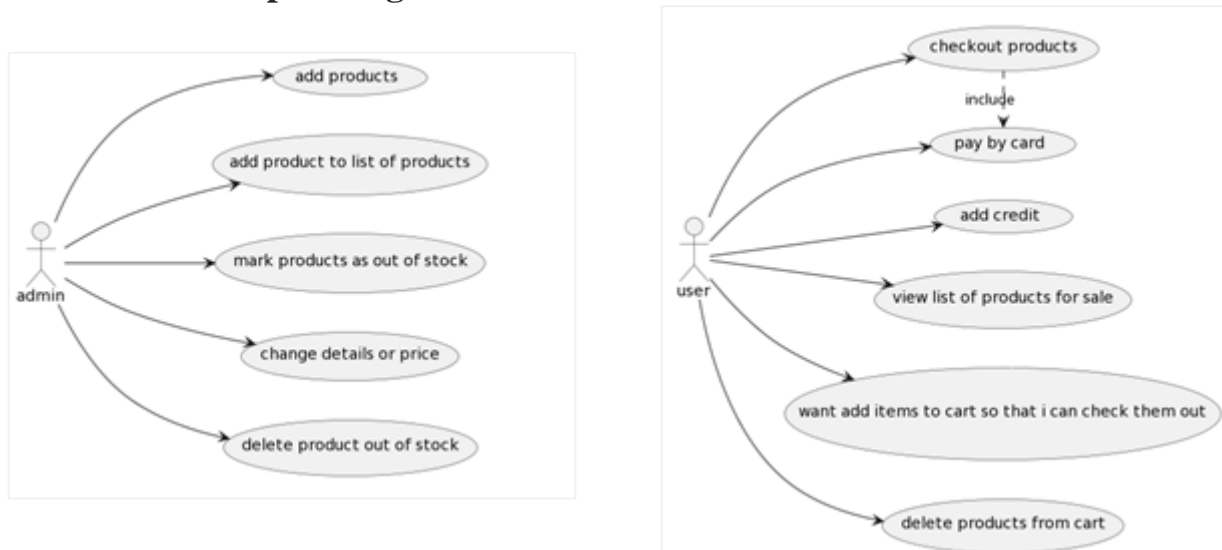 add products
add product to list of products
mark products as out of stock
admin
change details or price
delete product out of stock
checkout products
include
pay by card
add credit
user
view list of products for sale
want add items to cart so that i can check them out
delete products from cart